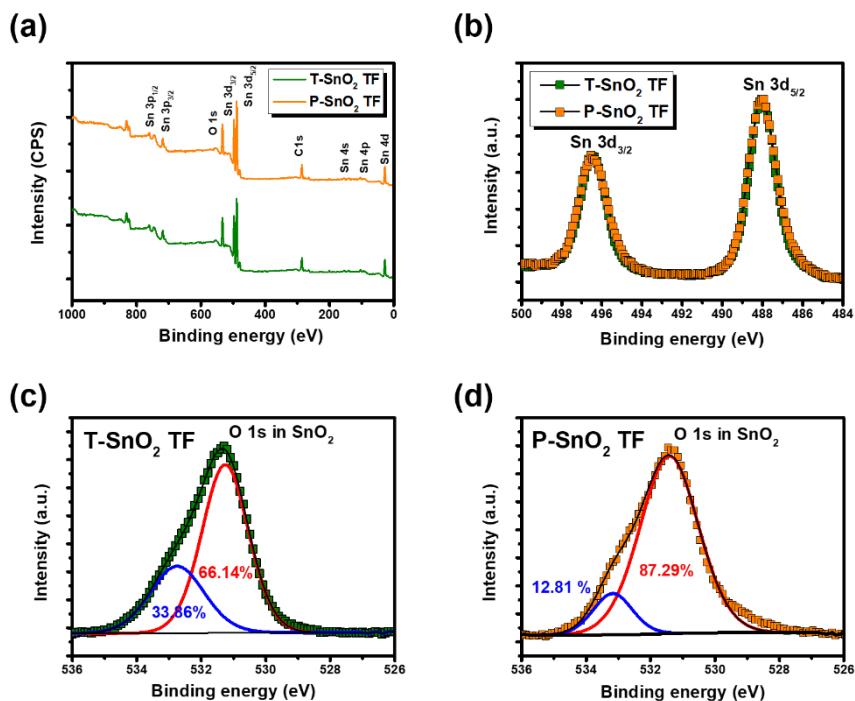 (a)
T-SnO₂ TF
P-SnO₂ TF
Sn 3p₁/₂
Sn 3p₃/₂
O 1s
Sn 3d₃/₂
Sn 3d₅/₂
C1s
Sn 4s
Sn 4p
Sn 4d
Intensity (CPS)
1000 800 600 400 200 0
Binding energy (eV)
(b)
T-SnO₂ TF
P-SnO₂ TF
Sn 3d₅/₂
Sn 3d₃/₂
Intensity (a.u.)
500 498 496 494 492 490 488 486 484
Binding energy (eV)
(c)
T-SnO₂ TF
O 1s in SnO₂
66.14%
33.86%
Intensity (a.u.)
536 534 532 530 528 526
Binding energy (eV)
(d)
P-SnO₂ TF
O 1s in SnO₂
12.81 %
87.29%
Intensity (a.u.)
536 534 532 530 528 526
Binding energy (eV)